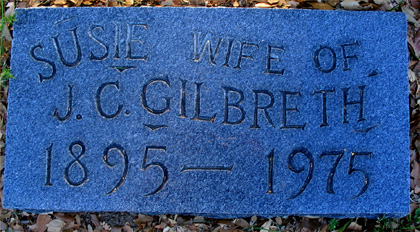 SUSIE WIFE OF
J. C. GILBRETH
1895 — 1975